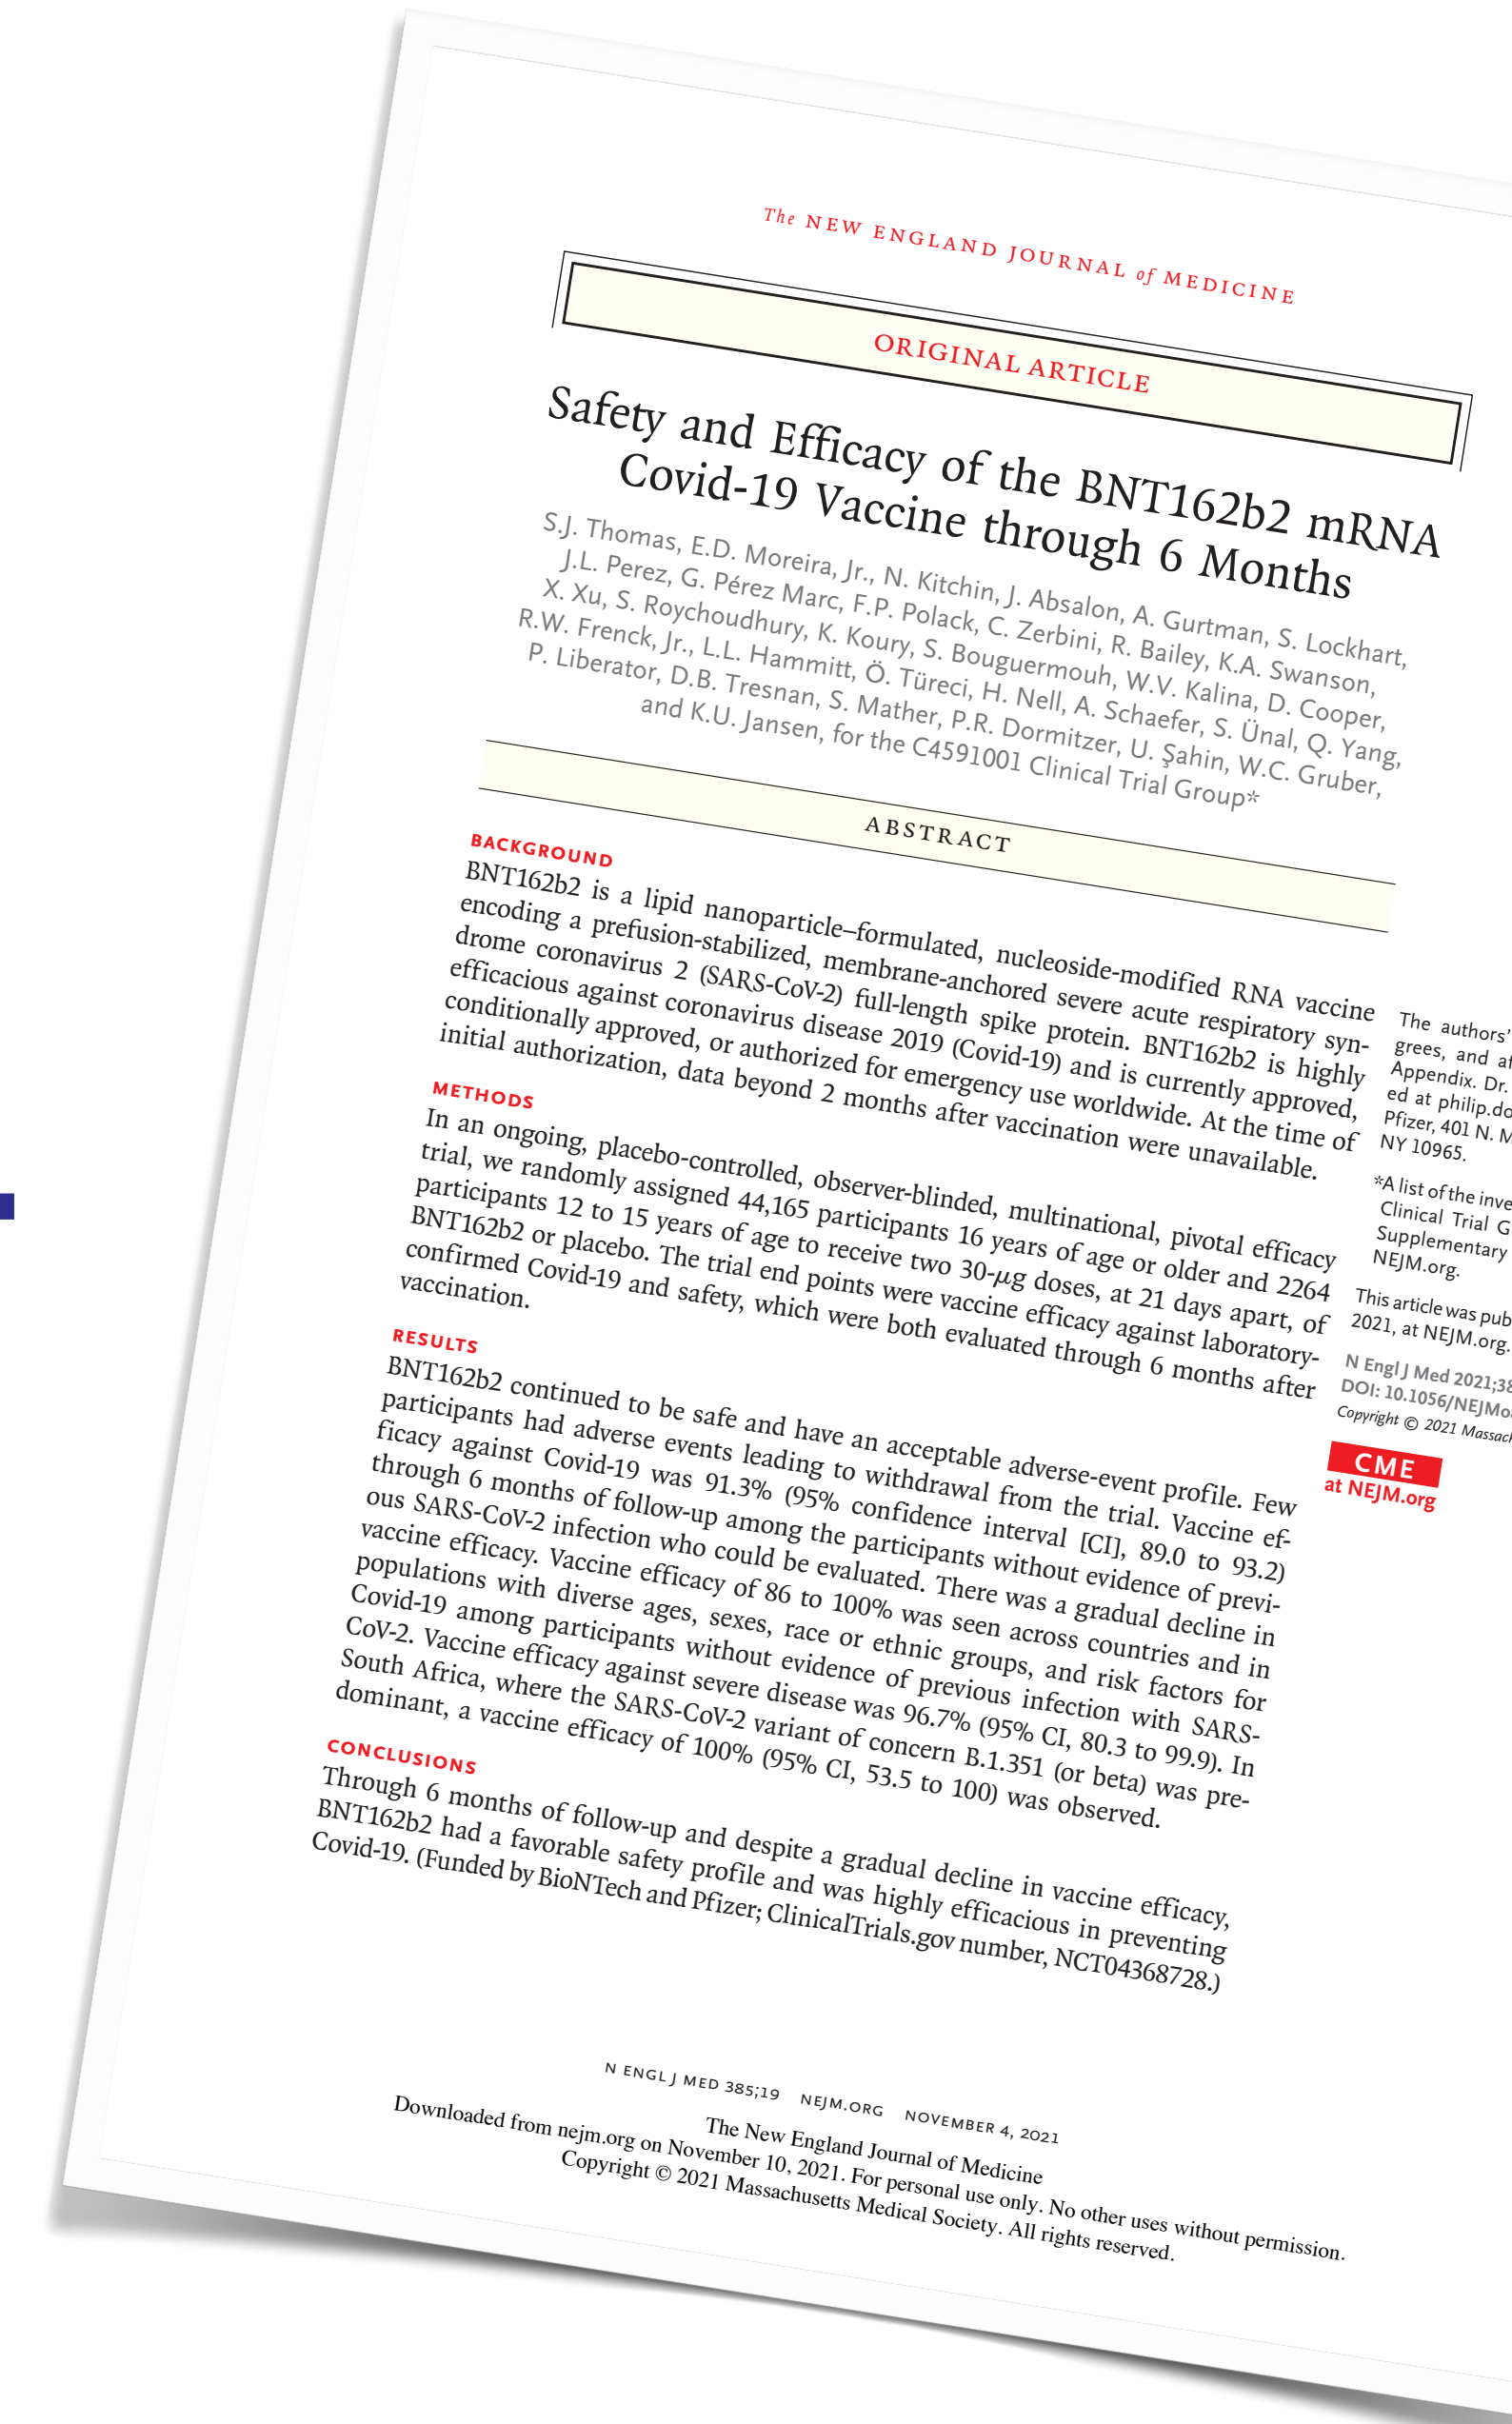 The NEW ENGLAND JOURNAL of MEDICINE
ORIGINAL ARTICLE
Safety and Efficacy of the BNT162b2 mRNA
Covid-19 Vaccine through 6 Months
S.J. Thomas, E.D. Moreira, Jr., N. Kitchin, J. Absalon, A. Gurtman, S. Lockhart,
J.L. Perez, G. Pérez Marc, F.P. Polack, C. Zerbini, R. Bailey, K.A. Swanson,
X. Xu, S. Roychoudhury, K. Koury, S. Bouguermouh, W.V. Kalina, D. Cooper,
R.W. Frenck, Jr., L.L. Hammitt, Ö. Türeci, H. Nell, A. Schaefer, S. Ünal, Q. Yang,
P. Liberator, D.B. Tresnan, S. Mather, P.R. Dormitzer, U. Şahin, W.C. Gruber,
and K.U. Jansen, for the C4591001 Clinical Trial Group*
ABSTRACT
BACKGROUND
BNT162b2 is a lipid nanoparticle–formulated, nucleoside-modified RNA vaccine
encoding a prefusion-stabilized, membrane-anchored severe acute respiratory syn-
drome coronavirus 2 (SARS-CoV-2) full-length spike protein. BNT162b2 is highly
efficacious against coronavirus disease 2019 (Covid-19) and is currently approved,
conditionally approved, or authorized for emergency use worldwide. At the time of
initial authorization, data beyond 2 months after vaccination were unavailable.
METHODS
In an ongoing, placebo-controlled, observer-blinded, multinational, pivotal efficacy
trial, we randomly assigned 44,165 participants 16 years of age or older and 2264
participants 12 to 15 years of age to receive two 30-μg doses, at 21 days apart, of
BNT162b2 or placebo. The trial end points were vaccine efficacy against laboratory-
confirmed Covid-19 and safety, which were both evaluated through 6 months after
vaccination.
RESULTS
BNT162b2 continued to be safe and have an acceptable adverse-event profile. Few
participants had adverse events leading to withdrawal from the trial. Vaccine ef-
ficacy against Covid-19 was 91.3% (95% confidence interval [CI], 89.0 to 93.2)
through 6 months of follow-up among the participants without evidence of previ-
ous SARS-CoV-2 infection who could be evaluated. There was a gradual decline in
vaccine efficacy. Vaccine efficacy of 86 to 100% was seen across countries and in
populations with diverse ages, sexes, race or ethnic groups, and risk factors for
Covid-19 among participants without evidence of previous infection with SARS-
CoV-2. Vaccine efficacy against severe disease was 96.7% (95% CI, 80.3 to 99.9). In
South Africa, where the SARS-CoV-2 variant of concern B.1.351 (or beta) was pre-
dominant, a vaccine efficacy of 100% (95% CI, 53.5 to 100) was observed.
CONCLUSIONS
Through 6 months of follow-up and despite a gradual decline in vaccine efficacy,
BNT162b2 had a favorable safety profile and was highly efficacious in preventing
Covid-19. (Funded by BioNTech and Pfizer; ClinicalTrials.gov number, NCT04368728.)
The authors'
grees, and af
Appendix. Dr.
ed at philip.do
Pfizer, 401 N. M
NY 10965.
*A list of the inve
Clinical Trial G
Supplementary
NEJM.org.
This article was pub
2021, at NEJM.org.
N Engl J Med 2021;38
DOI: 10.1056/NEJMo
Copyright © 2021 Massach
CME
at NEJM.org
N ENGL J MED 385;19 NEJM.ORG NOVEMBER 4, 2021
The New England Journal of Medicine
Downloaded from nejm.org on November 10, 2021. For personal use only. No other uses without permission.
Copyright © 2021 Massachusetts Medical Society. All rights reserved.